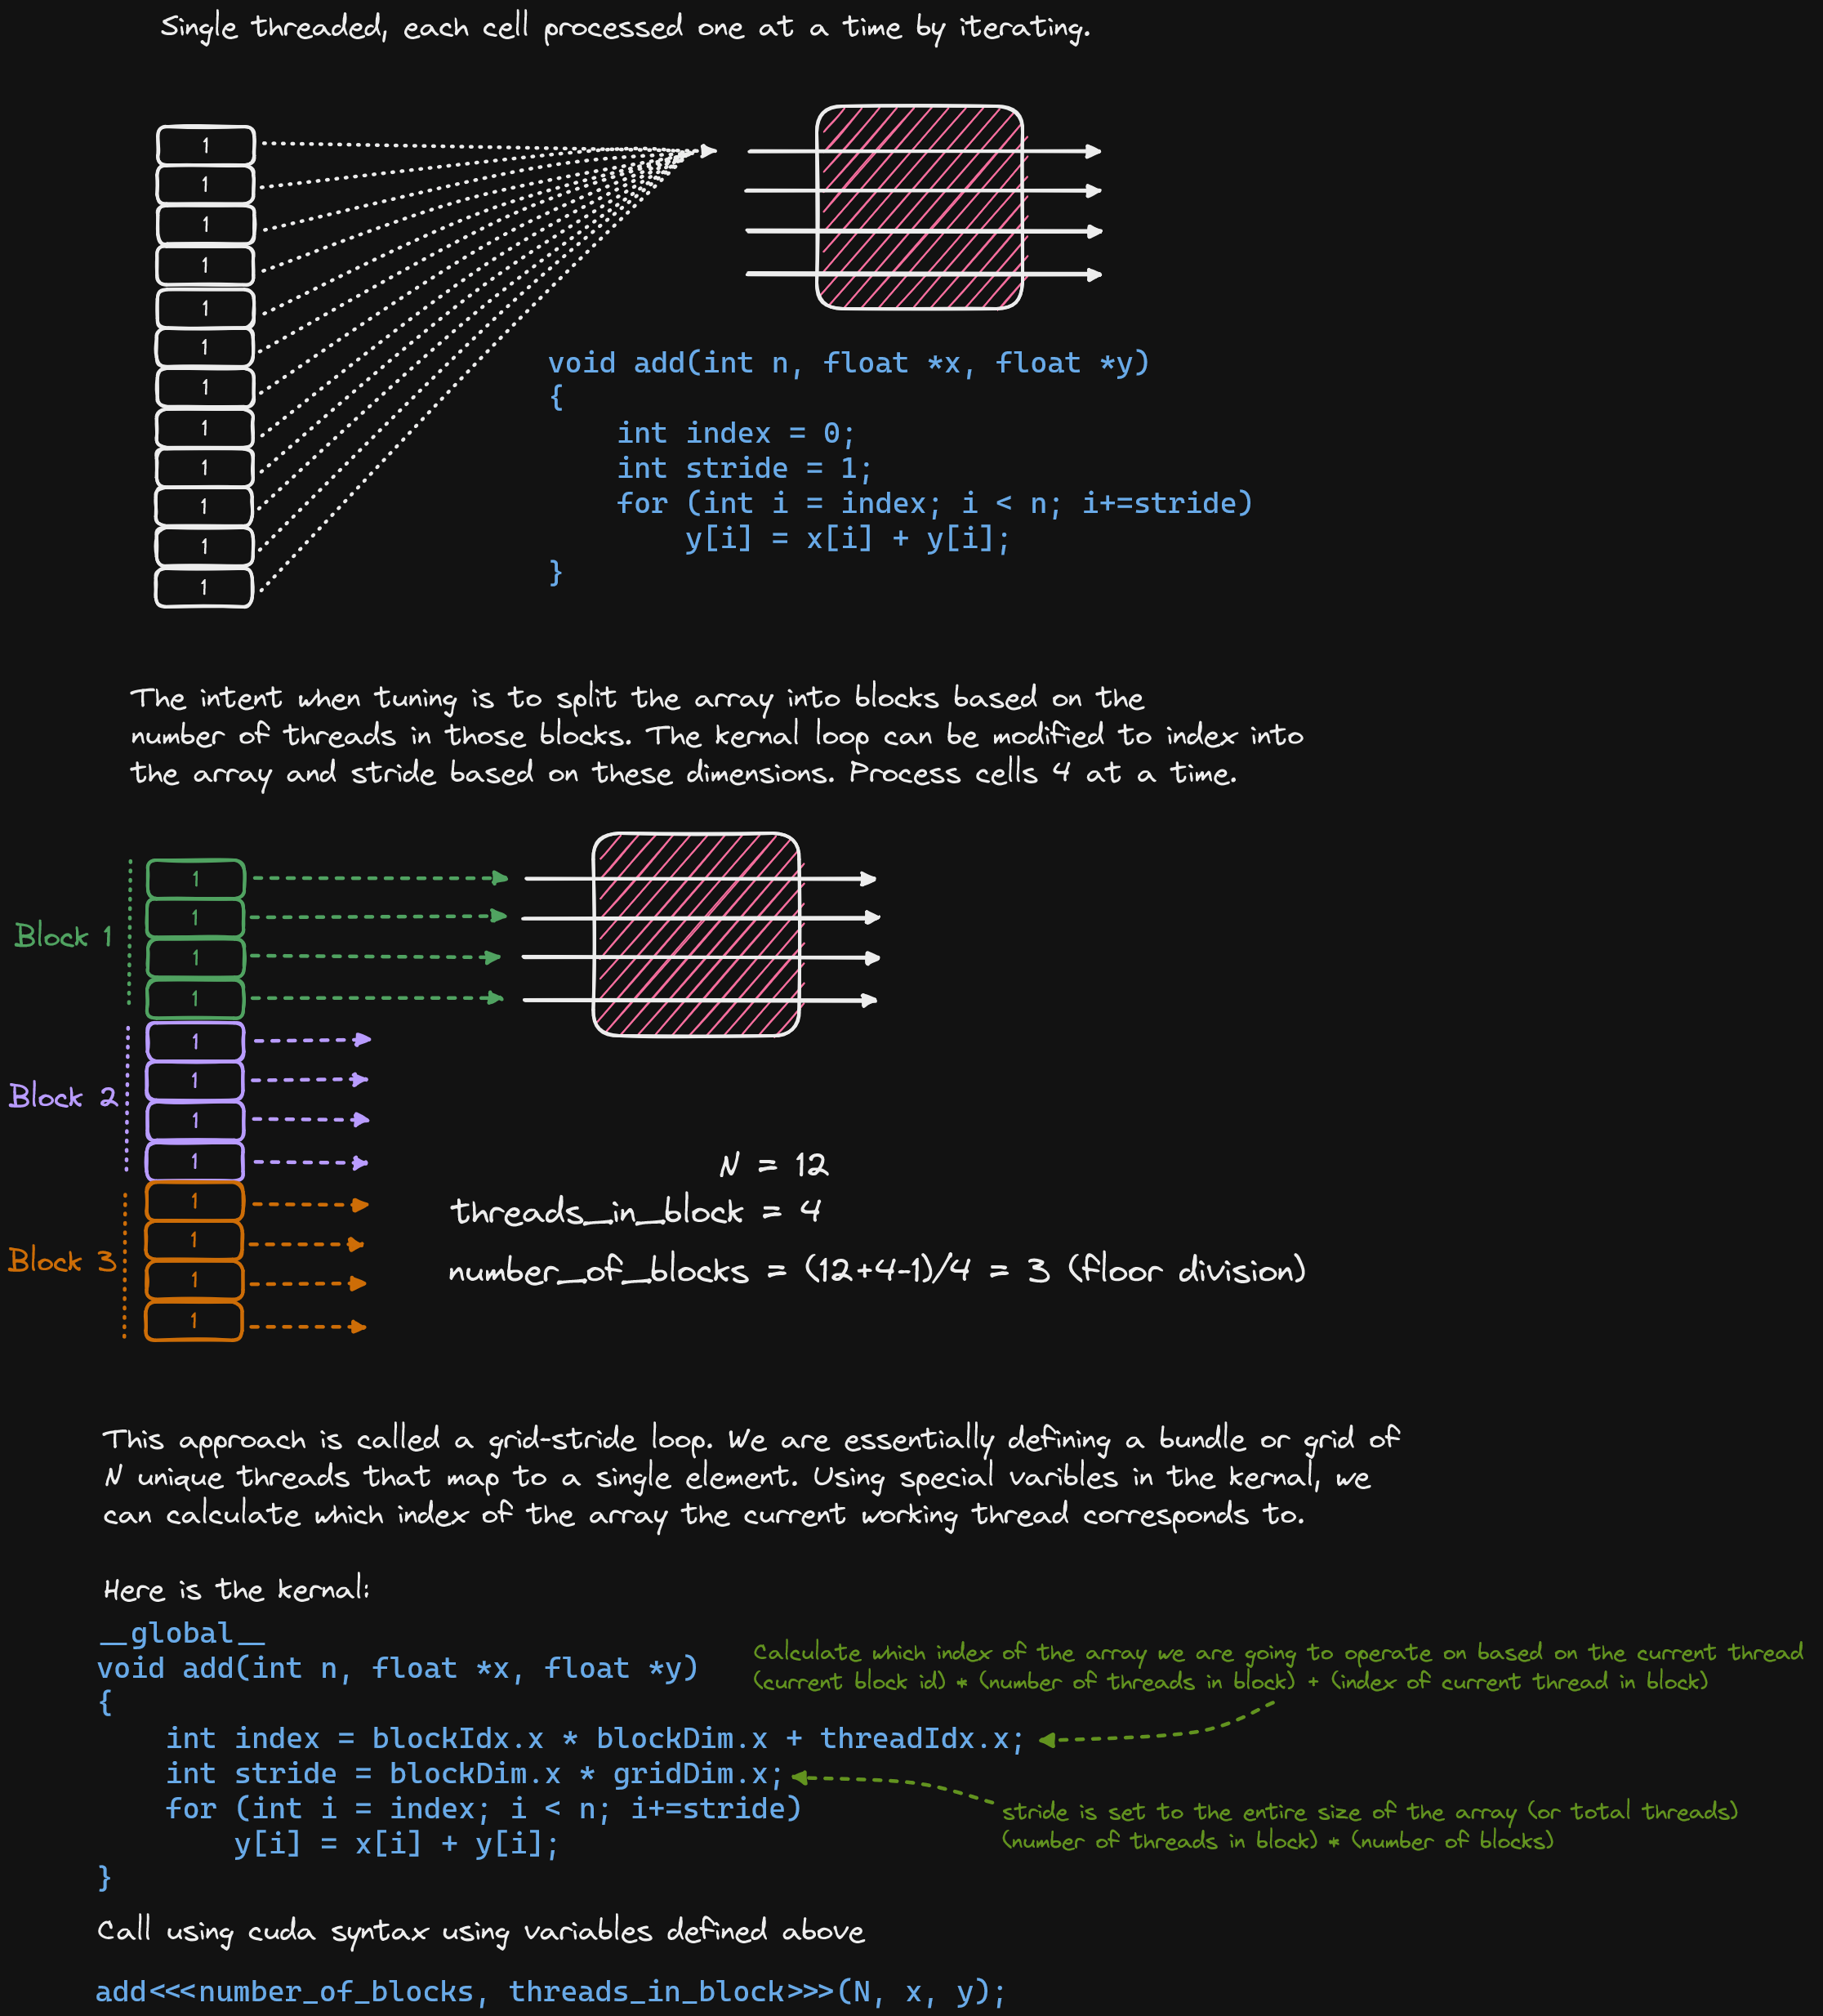 Single threaded, each cell processed one at a time by iterating.
1
1
1
1
1
1
1
1
1
1
1
1
void add(int n, float *x, float *y)
{
    int index = 0;
    int stride = 1;
    for (int i = index; i < n; i+=stride)
        y[i] = x[i] + y[i];
}
The intent when tuning is to split the array into blocks based on the
number of threads in those blocks. The kernal loop can be modified to index into
the array and stride based on these dimensions. Process cells 4 at a time.
Block 1
1
1
1
1
Block 2
1
1
1
1
Block 3
1
1
1
1
N = 12
threads_in_block = 4
number_of_blocks = (12+4-1)/4 = 3 (floor division)
This approach is called a grid-stride loop. We are essentially defining a bundle or grid of
N unique threads that map to a single element. Using special varibles in the kernal, we
can calculate which index of the array the current working thread corresponds to.
Here is the kernal:
__global__
void add(int n, float *x, float *y)
{
    int index = blockIdx.x * blockDim.x + threadIdx.x;
    int stride = blockDim.x * gridDim.x;
    for (int i = index; i < n; i+=stride)
        y[i] = x[i] + y[i];
}
Calculate which index of the array we are going to operate on based on the current thread
(current block id) * (number of threads in block) + (index of current thread in block)
stride is set to the entire size of the array (or total threads)
(number of threads in block) * (number of blocks)
Call using cuda syntax using variables defined above
add<<<number_of_blocks, threads_in_block>>>(N, x, y);